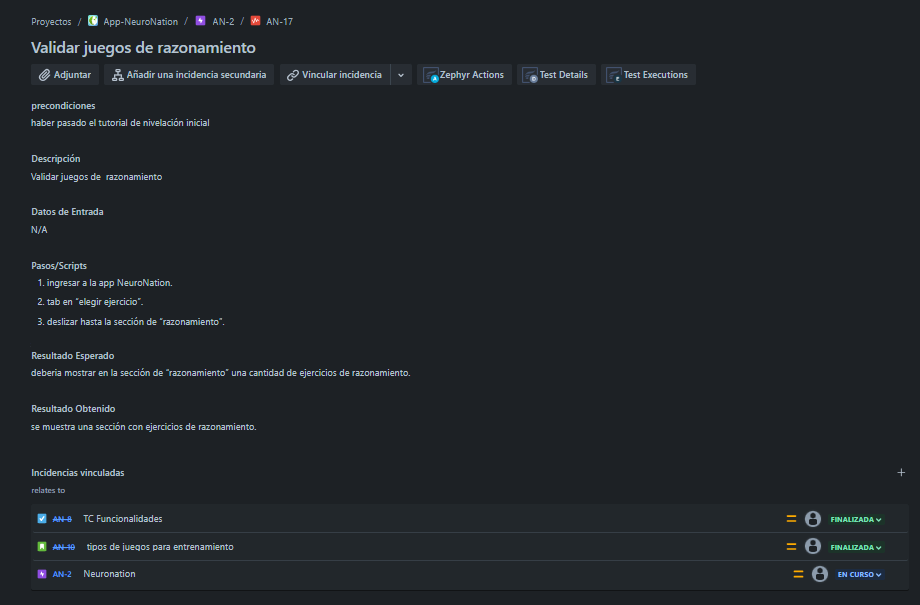 Proyectos / App-NeuroNation / AN-2 / AN-17
Validar juegos de razonamiento
Adjuntar Añadir una incidencia secundaria Vincular incidencia Zephyr Actions Test Details Test Executions
precondiciones
haber pasado el tutorial de nivelación inicial
Descripción
Validar juegos de razonamiento
Datos de Entrada
N/A
Pasos/Scripts
1. ingresar a la app NeuroNation.
2. tab en "elegir ejercicio".
3. deslizar hasta la sección de "razonamiento".
Resultado Esperado
deberia mostrar en la sección de "razonamiento" una cantidad de ejercicios de razonamiento.
Resultado Obtenido
se muestra una sección con ejercicios de razonamiento.
Incidencias vinculadas
relates to
AN-8 TC Funcionalidades FINALIZADA
AN-10 tipos de juegos para entrenamiento FINALIZADA
AN-2 Neuronation EN CURSO